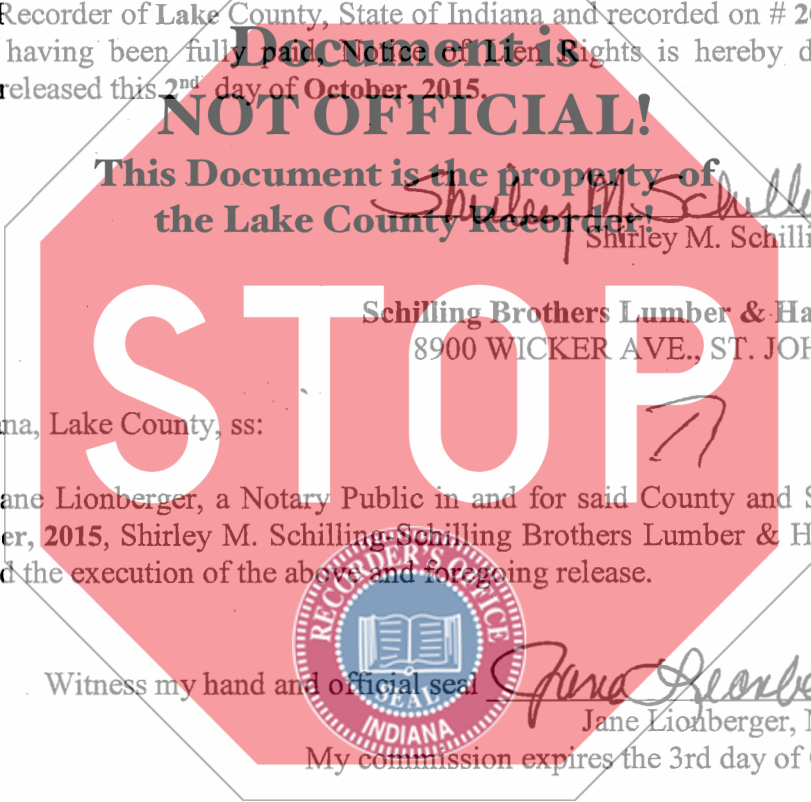 Recorder of Lake County, State of Indiana and recorded on # 2
Document is
having been fully paid, Notice of Lien Rights is hereby d
released this 2nd day of October, 2015.
NOT OFFICIAL!
This Document is the property of
Shirley M. Schilli
the Lake County Recorder!
Shirley M. Schilli
STOP
Schilling Brothers Lumber & Ha
8900 WICKER AVE., ST. JOH
na, Lake County, ss:
ane Lionberger, a Notary Public in and for said County and S
er, 2015, Shirley M. Schilling-Schilling Brothers Lumber & H
d the execution of the above and foregoing release.
RECORDER'S OFFICE
SEAL
INDIANA
Witness my hand and official seal
Jane Lionberger, N
My commission expires the 3rd day of